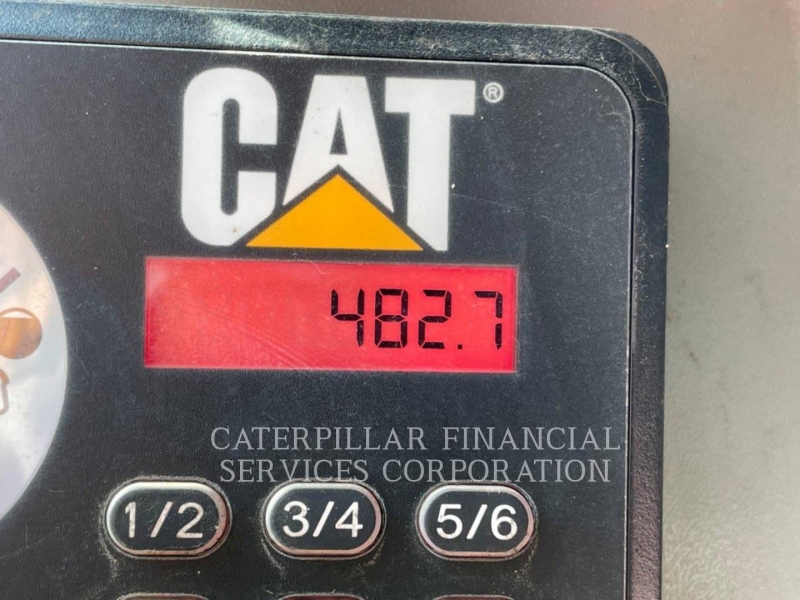 CAT®
482.7
CATERPILLAR FINANCIAL
SERVICES CORPORATION
1/2 3/4 5/6